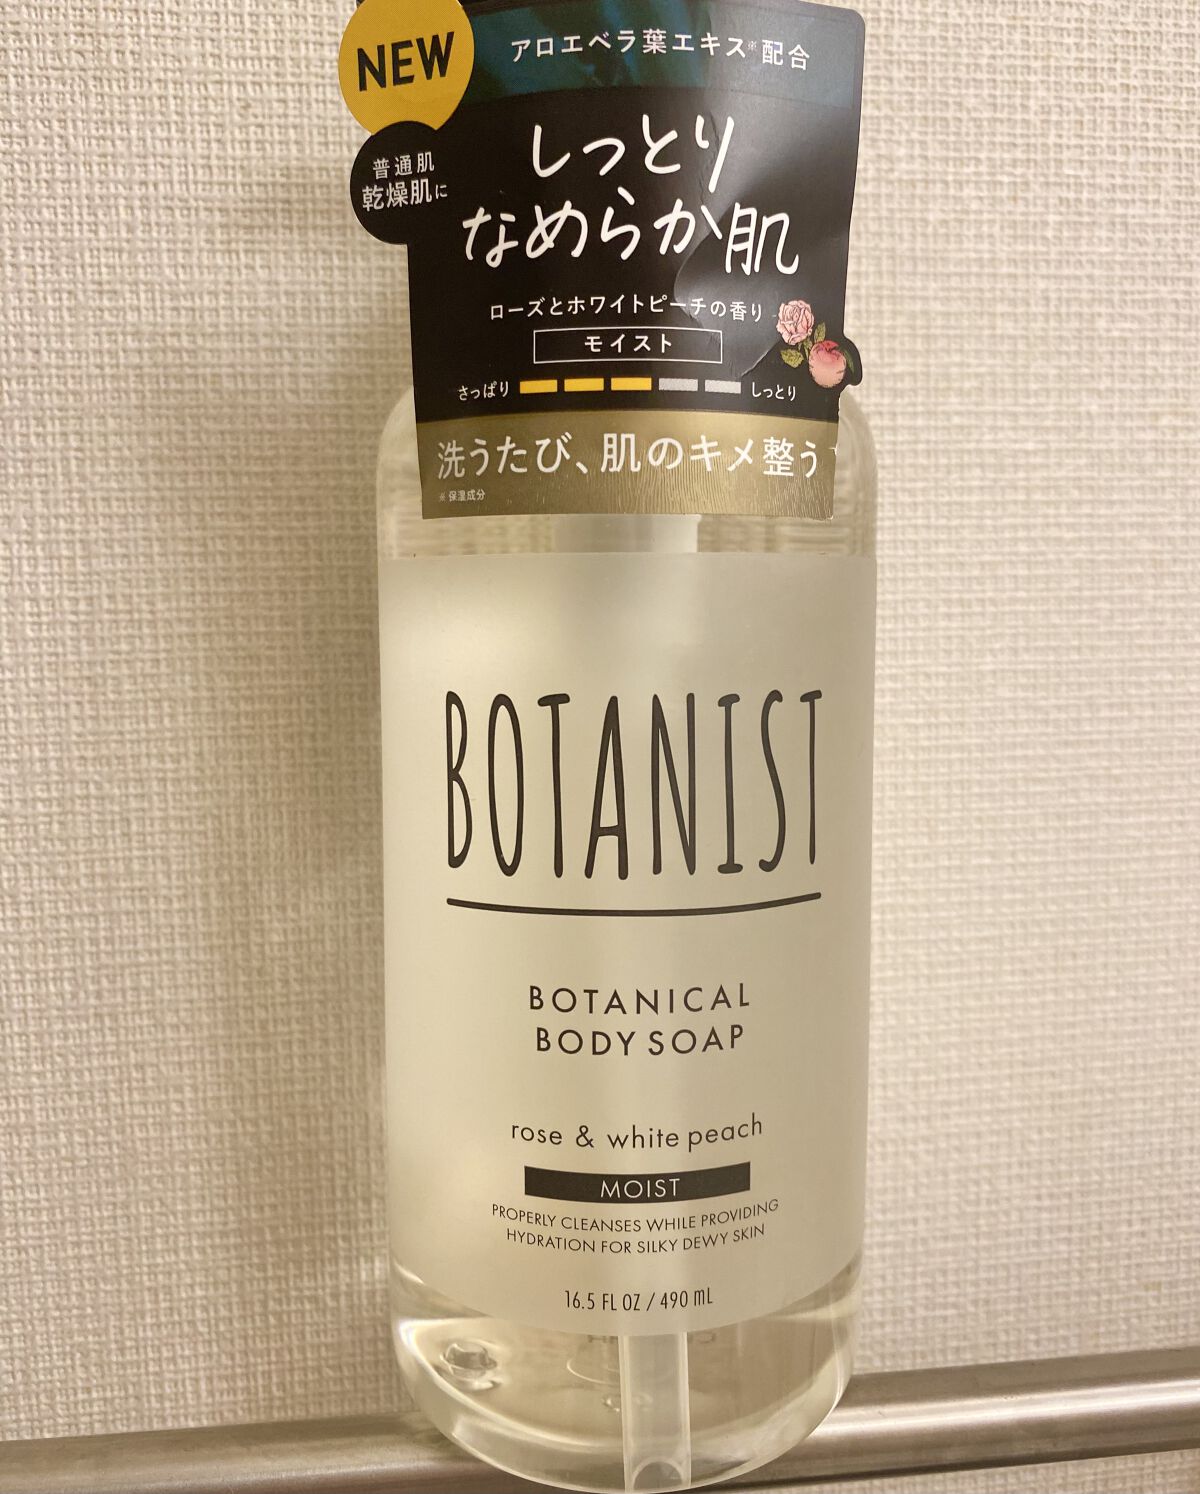 NEW
アロエベラ葉エキス※配合
普通肌
乾燥肌に
しっとり
なめらか肌
ローズとホワイトピーチの香り
モイスト
さっぱり しっとり
洗うたび、肌のキメ整う
※保湿成分
BOTANIST
BOTANICAL
BODY SOAP
rose & white peach
MOIST
PROPERLY CLEANSES WHILE PROVIDING
HYDRATION FOR SILKY DEWY SKIN
16.5 FL OZ / 490 mL